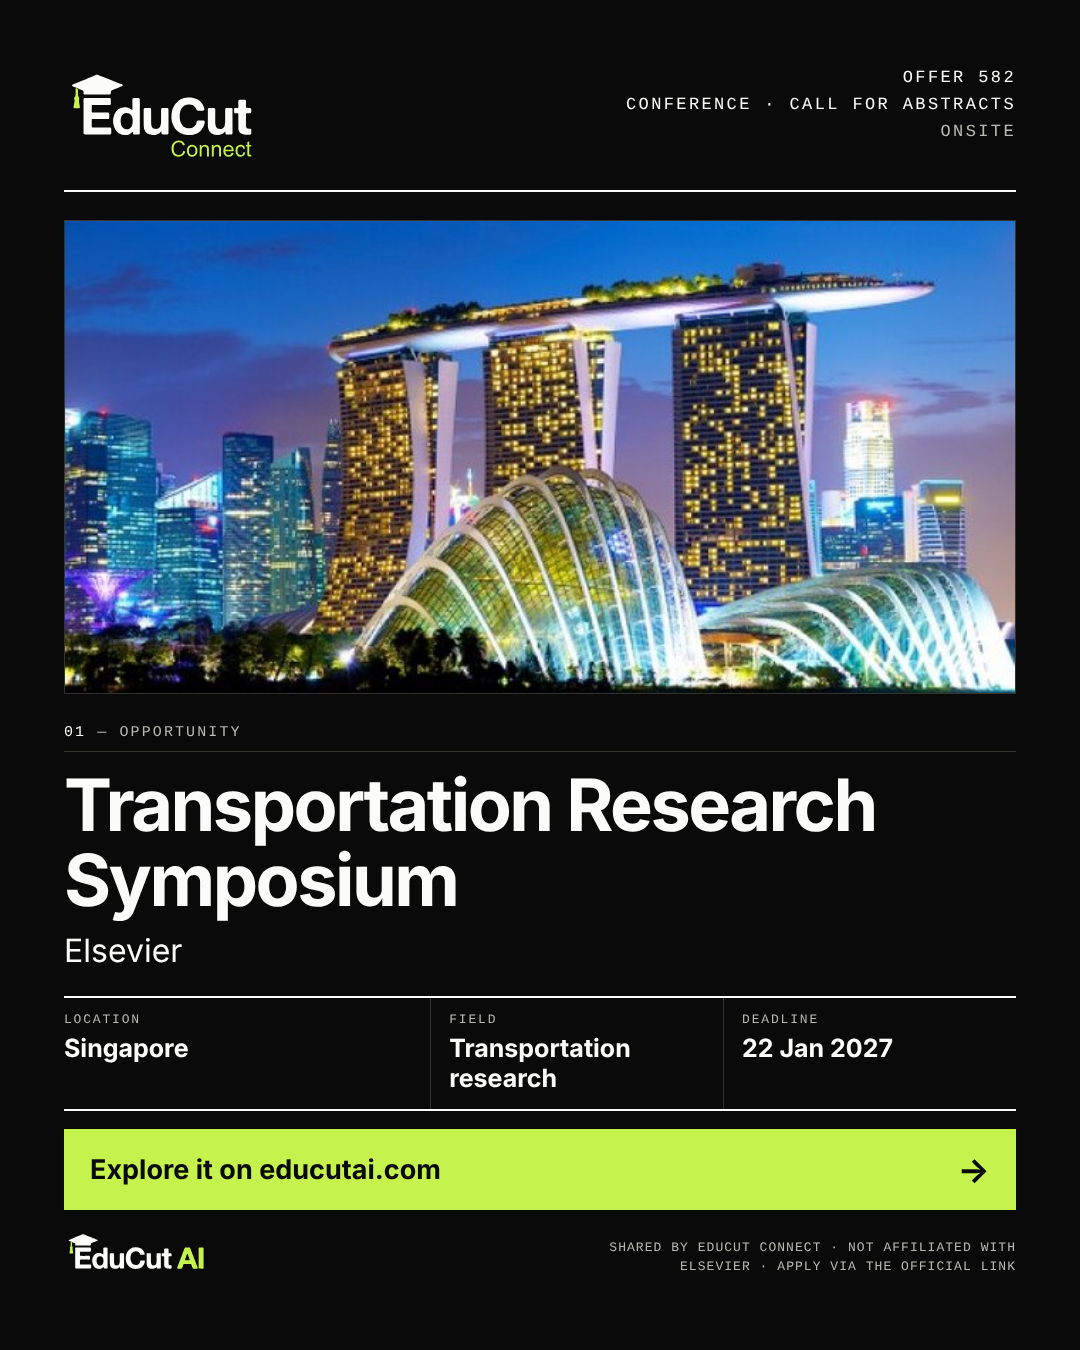 EduCut
Connect
OFFER 582
CONFERENCE · CALL FOR ABSTRACTS
ONSITE
01 — OPPORTUNITY
Transportation Research
Symposium
Elsevier
LOCATION
Singapore
FIELD
Transportation
research
DEADLINE
22 Jan 2027
Explore it on educutai.com →
EduCut AI
SHARED BY EDUCUT CONNECT · NOT AFFILIATED WITH
ELSEVIER · APPLY VIA THE OFFICIAL LINK